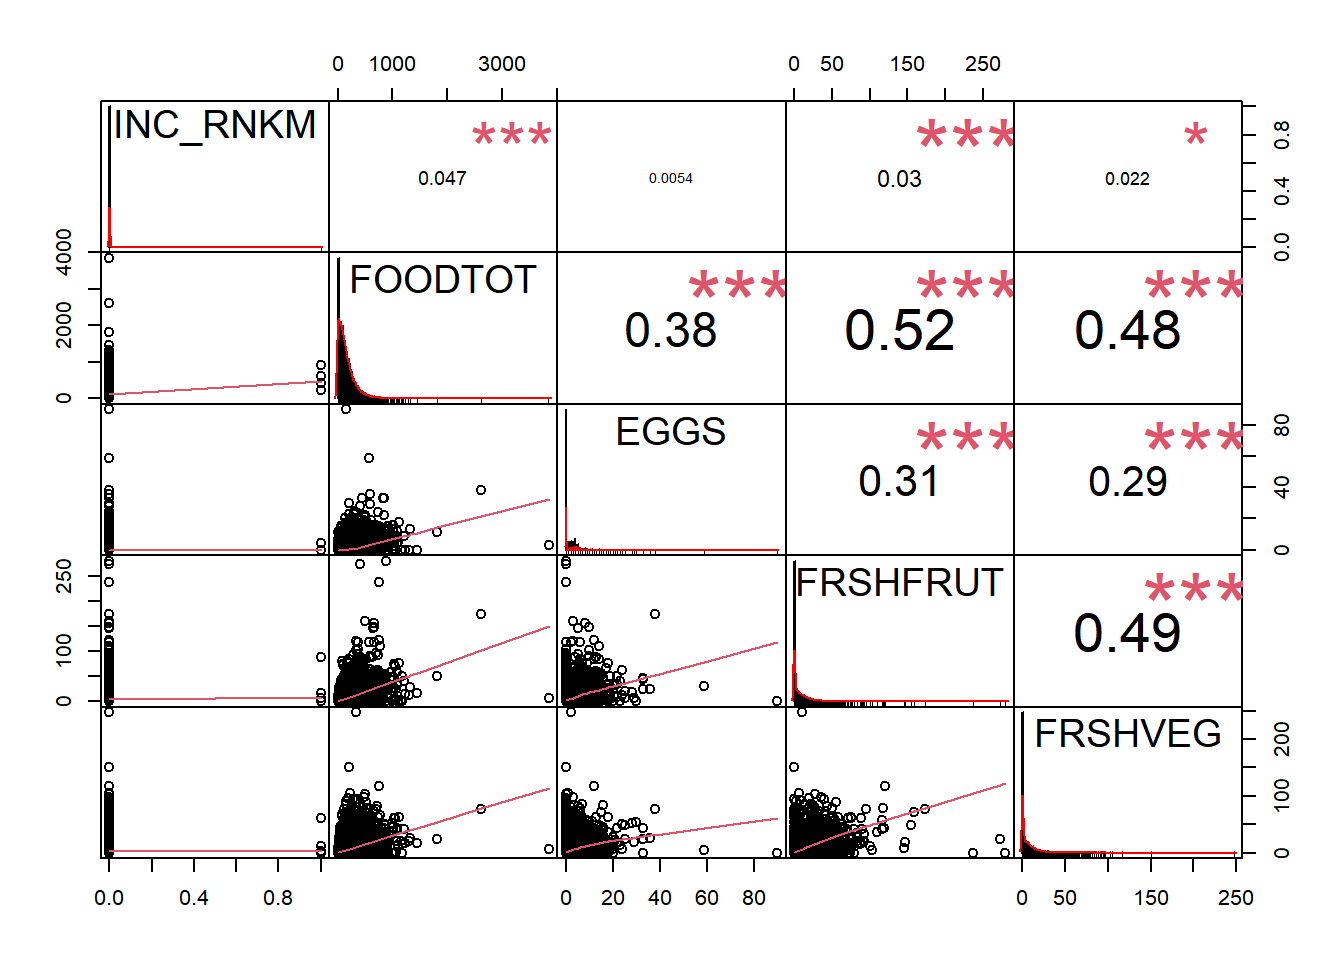 0 1000 3000 0 50 150 250
INC_RNKM *** *** *
0.047 0.0054 0.03 0.022
0.0 0.4 0.8
FOODTOT *** *** ***
0.38 0.52 0.48
0 2000 4000
EGGS *** ***
0.31 0.29
0 40 80
FRSHFRUT ***
0.49
0 100 250
FRSHVEG
0 100 200
0.0 0.4 0.8 0 20 40 60 80 0 50 150 250